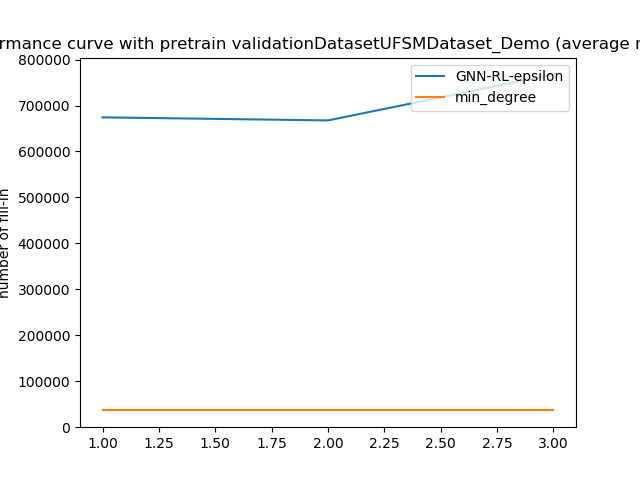 rmance curve with pretrain validationDatasetUFSMDataset_Demo (average r
GNN-RL-epsilon
min_degree
number of fill-in
800000
700000
600000
500000
400000
300000
200000
100000
0
1.00 1.25 1.50 1.75 2.00 2.25 2.50 2.75 3.00